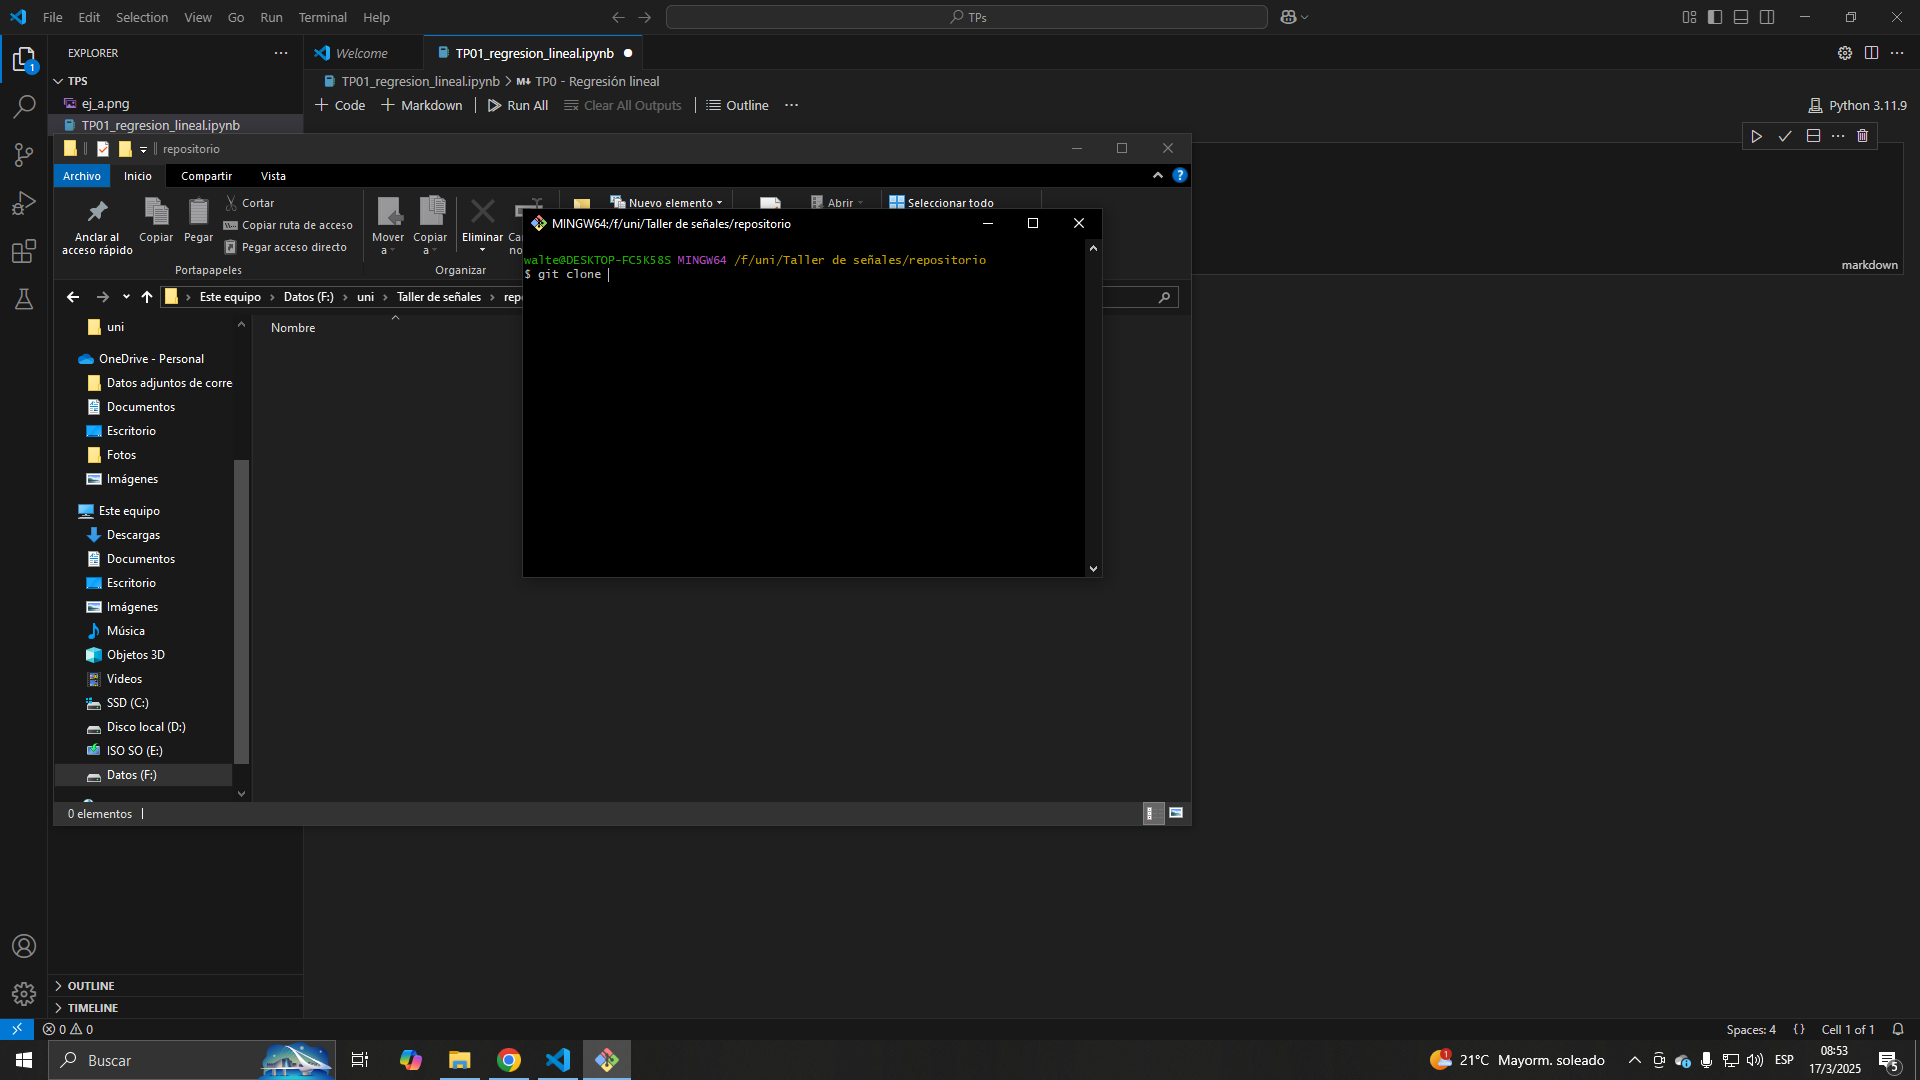 File Edit Selection View Go Run Terminal Help
TPs
EXPLORER
Welcome
TP01_regresion_lineal.ipynb
TPS
TP01_regresion_lineal.ipynb > M↓ TP0 - Regresión lineal
ej_a.png
+ Code + Markdown Run All Clear All Outputs Outline
Python 3.11.9
TP01_regresion_lineal.ipynb
repositorio
Archivo Inicio Compartir Vista
Anclar al acceso rápido
Copiar
Pegar
Cortar
Copiar ruta de acceso
Pegar acceso directo
Portapapeles
Mover a
Copiar a
Eliminar
Organizar
Nuevo elemento
Abrir
Seleccionar todo
MINGW64:/f/uni/Taller de señales/repositorio
walte@DESKTOP-FC5K58S MINGW64 /f/uni/Taller de señales/repositorio
$ git clone
markdown
Este equipo > Datos (F:) > uni > Taller de señales >
Nombre
uni
OneDrive - Personal
Datos adjuntos de corre
Documentos
Escritorio
Fotos
Imágenes
Este equipo
Descargas
Documentos
Escritorio
Imágenes
Música
Objetos 3D
Videos
SSD (C:)
Disco local (D:)
ISO SO (E:)
Datos (F:)
0 elementos
OUTLINE
TIMELINE
0 0
Spaces: 4 {} Cell 1 of 1
Buscar
21°C Mayorm. soleado
ESP
08:53
17/3/2025
5
1
1